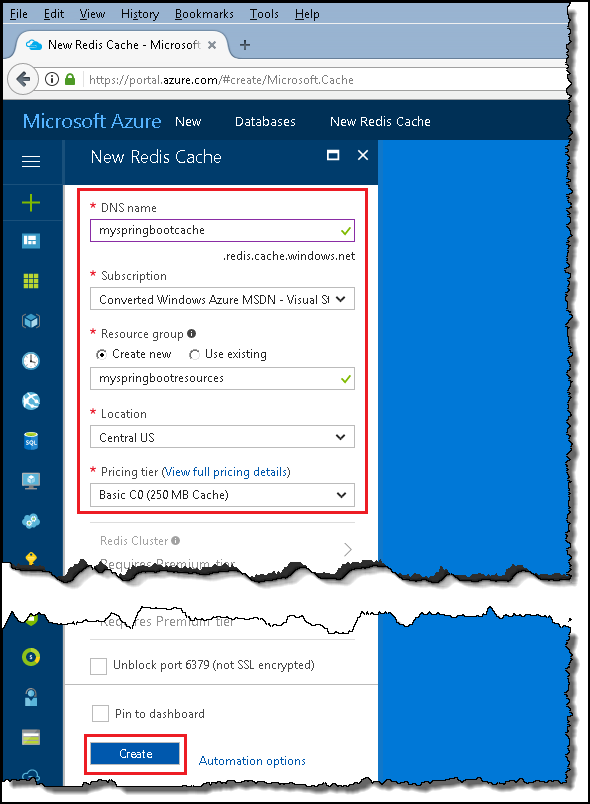 File Edit View History Bookmarks Tools Help
New Redis Cache - Microsoft
https://portal.azure.com/#create/Microsoft.Cache
Microsoft Azure New Databases New Redis Cache
New Redis Cache
* DNS name
myspringbootcache
.redis.cache.windows.net
* Subscription
Converted Windows Azure MSDN - Visual St
* Resource group
Create new Use existing
myspringbootresources
* Location
Central US
* Pricing tier (View full pricing details)
Basic C0 (250 MB Cache)
Redis Cluster
Requires Premium tier
Requires Premium tier
SQL
Unblock port 6379 (not SSL encrypted)
Pin to dashboard
Create Automation options